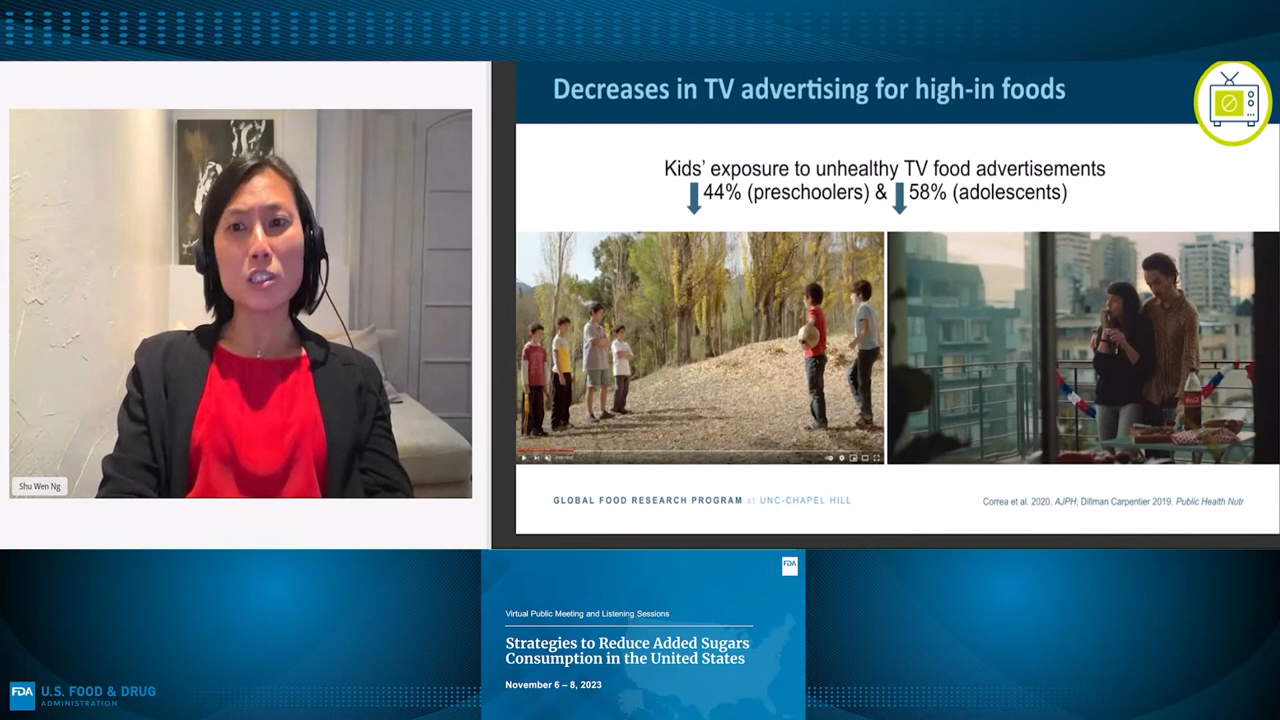 Decreases in TV advertising for high-in foods
Kids' exposure to unhealthy TV food advertisements
44% (preschoolers) & 58% (adolescents)
Shu Wen Ng
GLOBAL FOOD RESEARCH PROGRAM at UNC-CHAPEL HILL
Correa et al. 2020. AJPH; Dillman Carpentier 2019. Public Health Nutr
FDA
Virtual Public Meeting and Listening Sessions
Strategies to Reduce Added Sugars
Consumption in the United States
November 6 – 8, 2023
FDA U.S. FOOD & DRUG
ADMINISTRATION